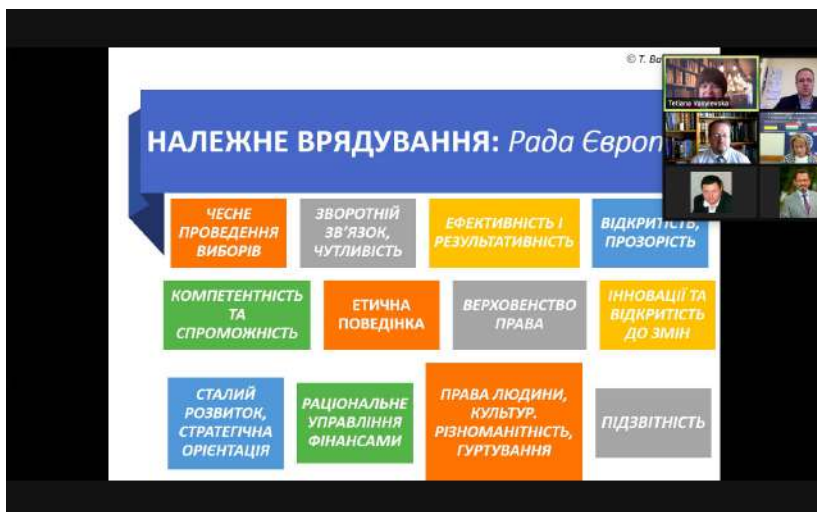 © T. Ва
НАЛЕЖНЕ ВРЯДУВАННЯ: Рада Європ
Tetiana Vasylevska
ЧЕСНЕ
ПРОВЕДЕННЯ
ВИБОРІВ
ЗВОРОТНІЙ
ЗВ’ЯЗОК,
ЧУТЛИВІСТЬ
ЕФЕКТИВНІСТЬ І
РЕЗУЛЬТАТИВНІСТЬ
ВІДКРИТІСТЬ,
ПРОЗОРІСТЬ
КОМПЕТЕНТНІСТЬ
ТА
СПРОМОЖНІСТЬ
ЕТИЧНА
ПОВЕДІНКА
ВЕРХОВЕНСТВО
ПРАВА
ІННОВАЦІЇ ТА
ВІДКРИТІСТЬ
ДО ЗМІН
СТАЛИЙ
РОЗВИТОК,
СТРАТЕГІЧНА
ОРІЄНТАЦІЯ
РАЦІОНАЛЬНЕ
УПРАВЛІННЯ
ФІНАНСАМИ
ПРАВА ЛЮДИНИ,
КУЛЬТУР.
РІЗНОМАНІТНІСТЬ,
ГУРТУВАННЯ
ПІДЗВІТНІСТЬ